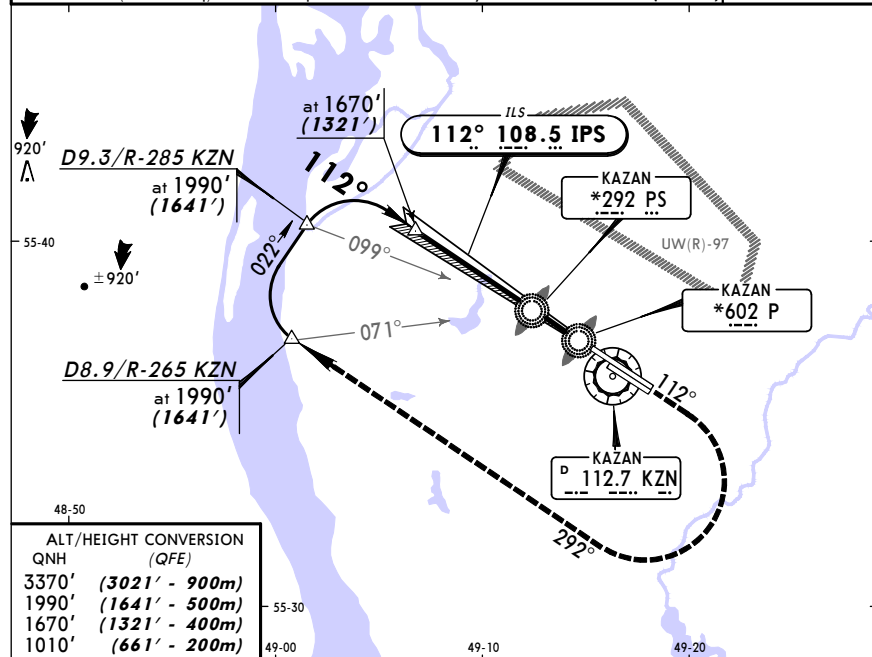 at 1670'
(1321')
ILS
112° 108.5 IPS
920'
D9.3/R-285 KZN
at 1990'
(1641')
112°
KAZAN
*292 PS
55-40
022°
099°
UW(R)-97
±920'
KAZAN
*602 P
071°
D8.9/R-265 KZN
at 1990'
(1641')
112°
KAZAN
D 112.7 KZN
48-50
292°
ALT/HEIGHT CONVERSION
QNH (QFE)
3370' (3021' - 900m)
1990' (1641' - 500m)
1670' (1321' - 400m)
1010' (661' - 200m)
55-30
49-00 49-10 49-20